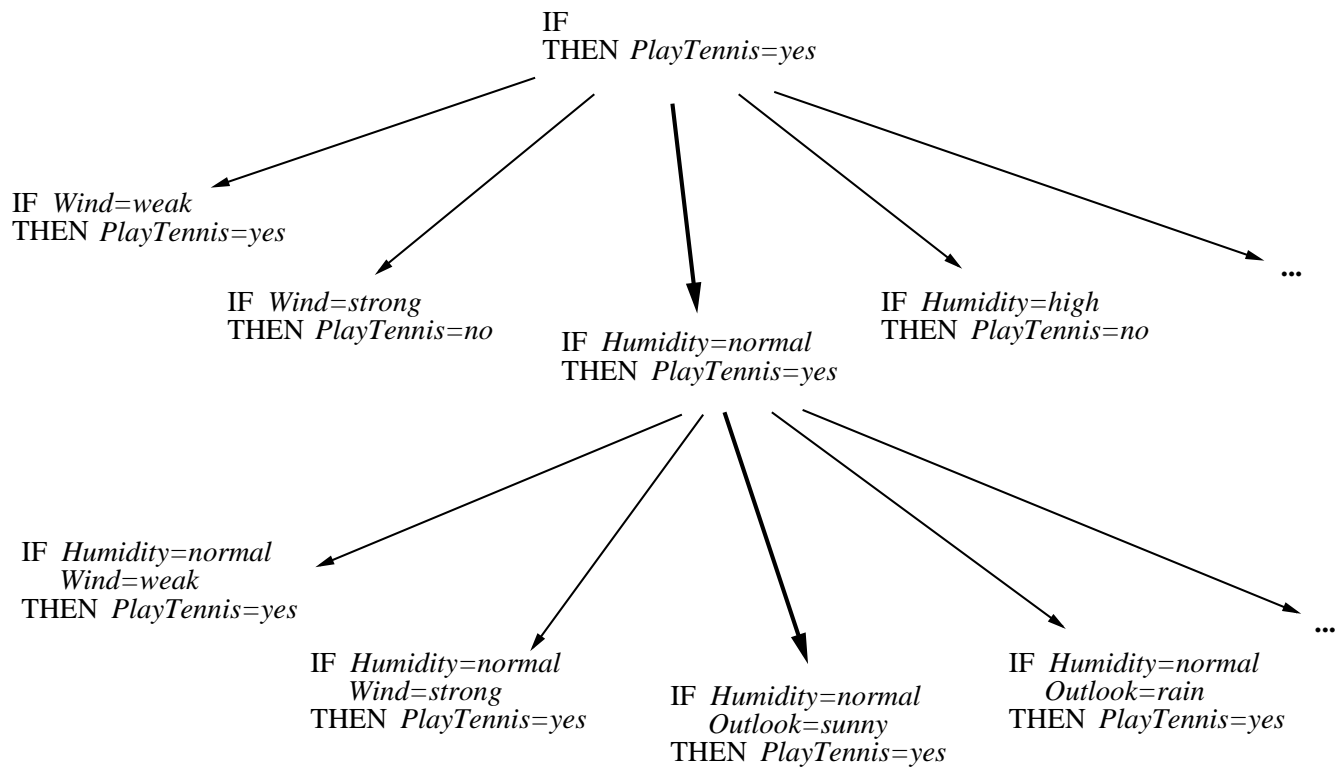 IF
THEN PlayTennis=yes
IF Wind=weak
THEN PlayTennis=yes
IF Wind=strong
THEN PlayTennis=no
IF Humidity=normal
THEN PlayTennis=yes
IF Humidity=high
THEN PlayTennis=no
...
IF Humidity=normal
Wind=weak
THEN PlayTennis=yes
IF Humidity=normal
Wind=strong
THEN PlayTennis=yes
IF Humidity=normal
Outlook=sunny
THEN PlayTennis=yes
IF Humidity=normal
Outlook=rain
THEN PlayTennis=yes
...